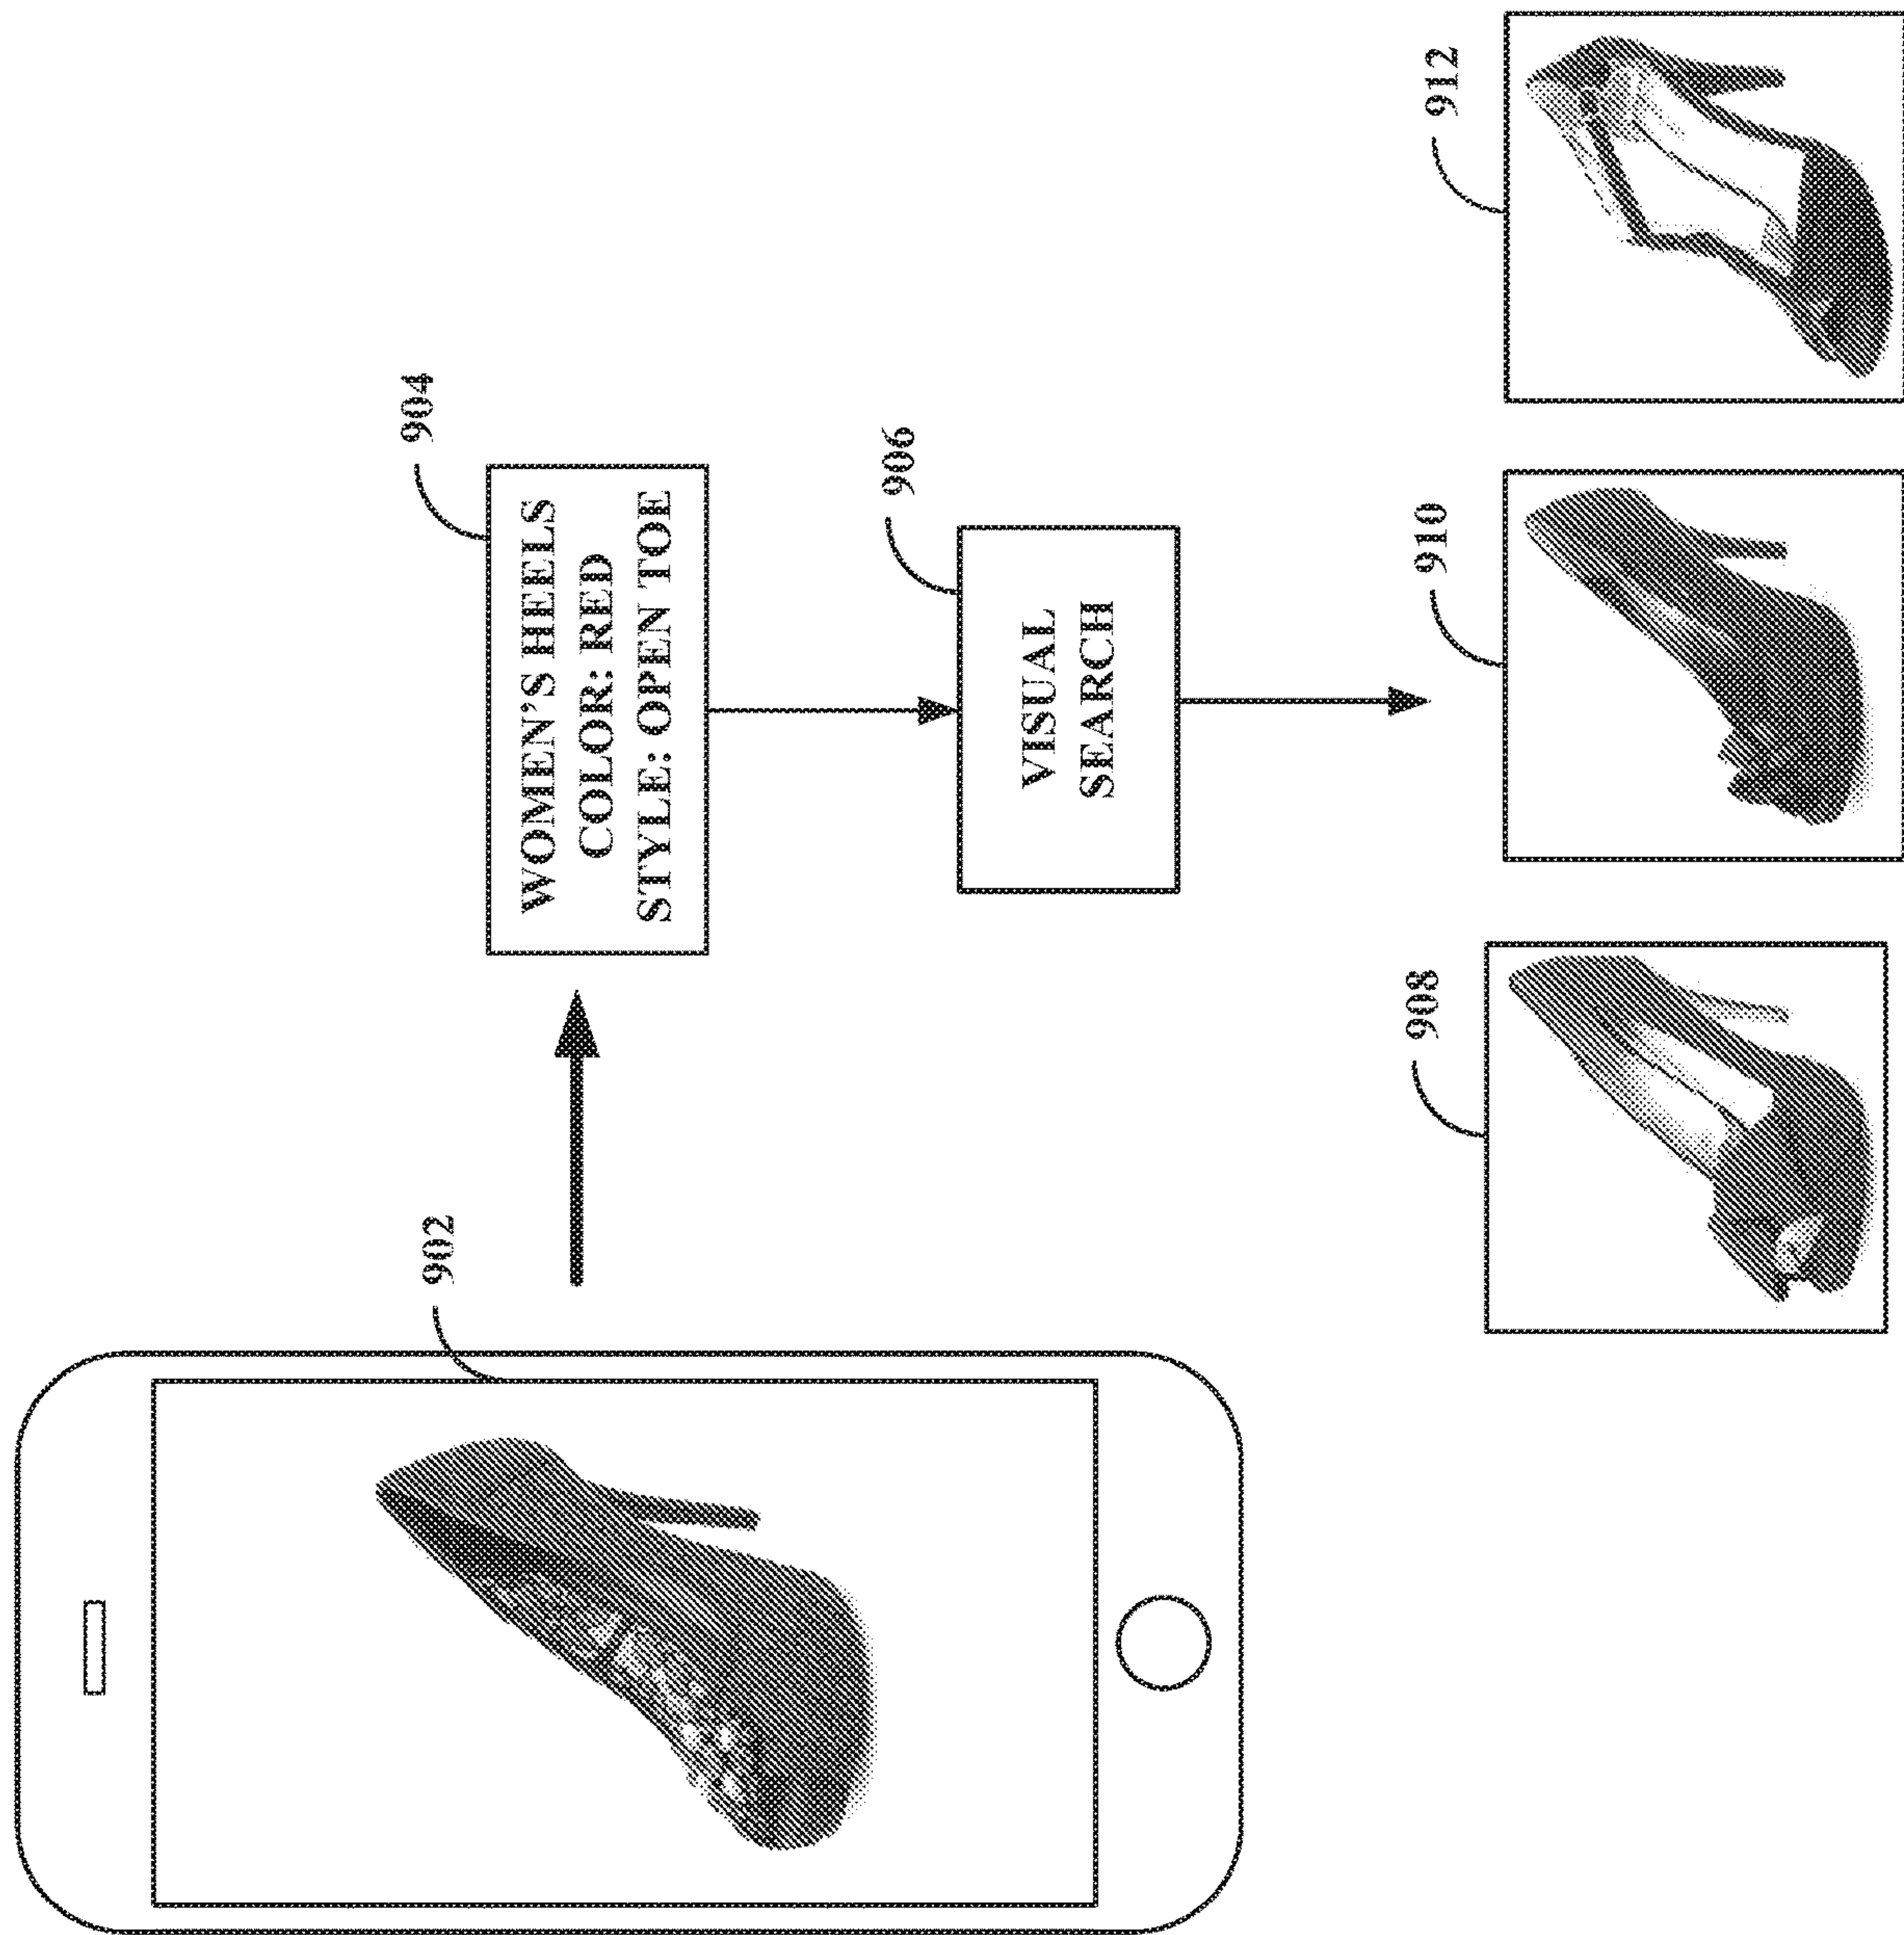 902
904
WOMEN'S HEELS
COLOR: RED
STYLE: OPEN TOE
906
VISUAL
SEARCH
908
910
912